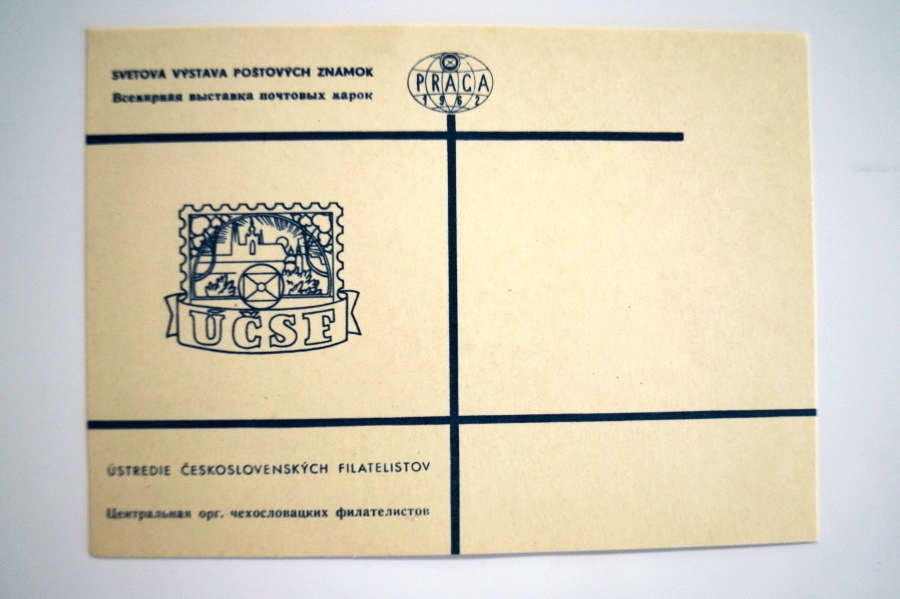 SVETOVÁ VÝSTAVA POŠTOVÝCH ZNÁMOK
Всемирная выставка почтовых марок
PRAGA
1962
ÚČSF
ÚSTREDIE ČESKOSLOVENSKÝCH FILATELISTOV
Центральная орг. чехословацких филателистов